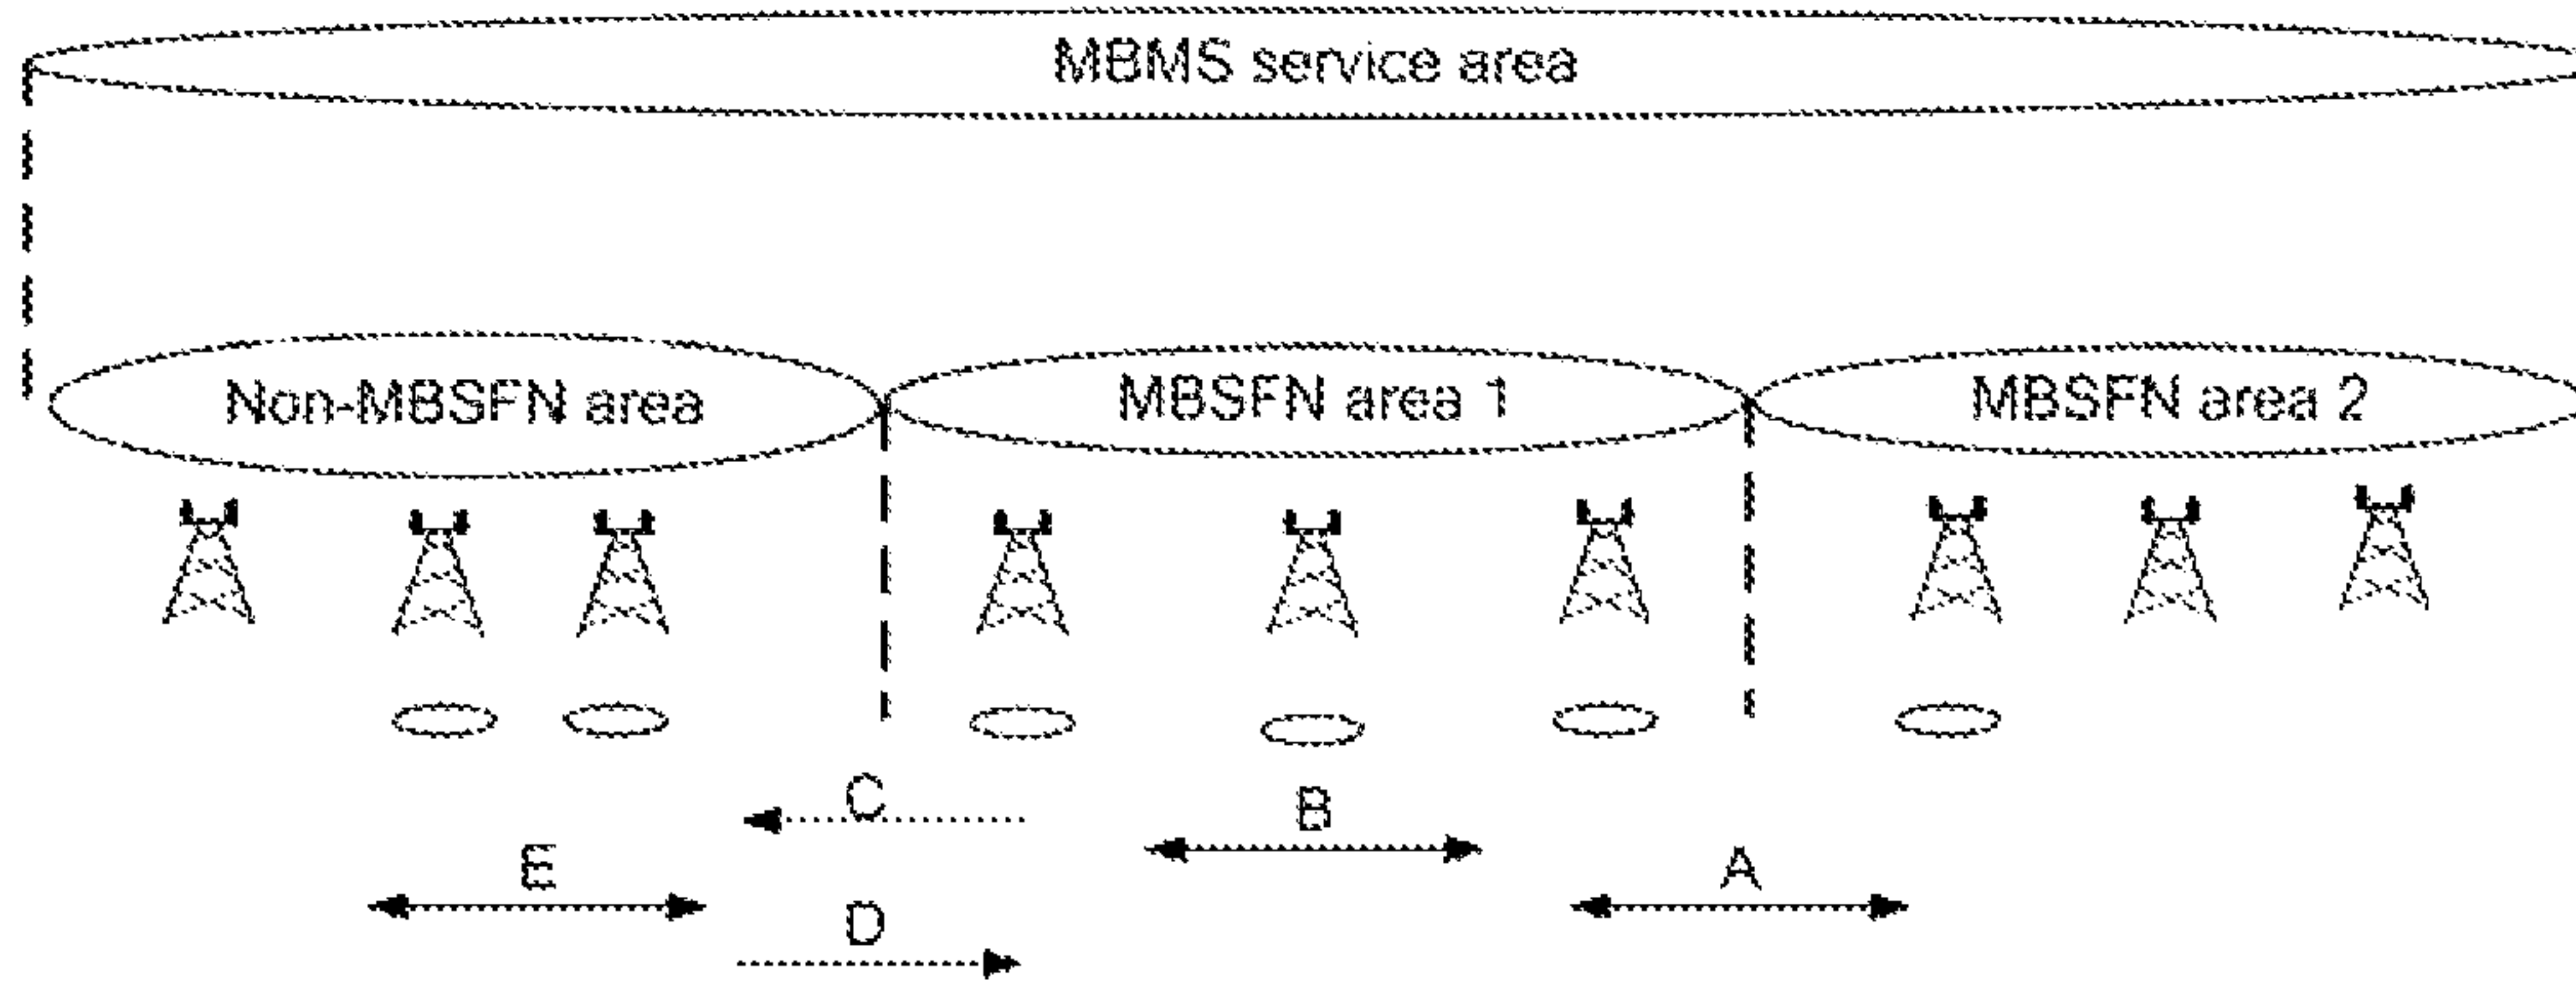 MBMS service area
Non-MBSFN area
MBSFN area 1
MBSFN area 2
C
B
E
A
D